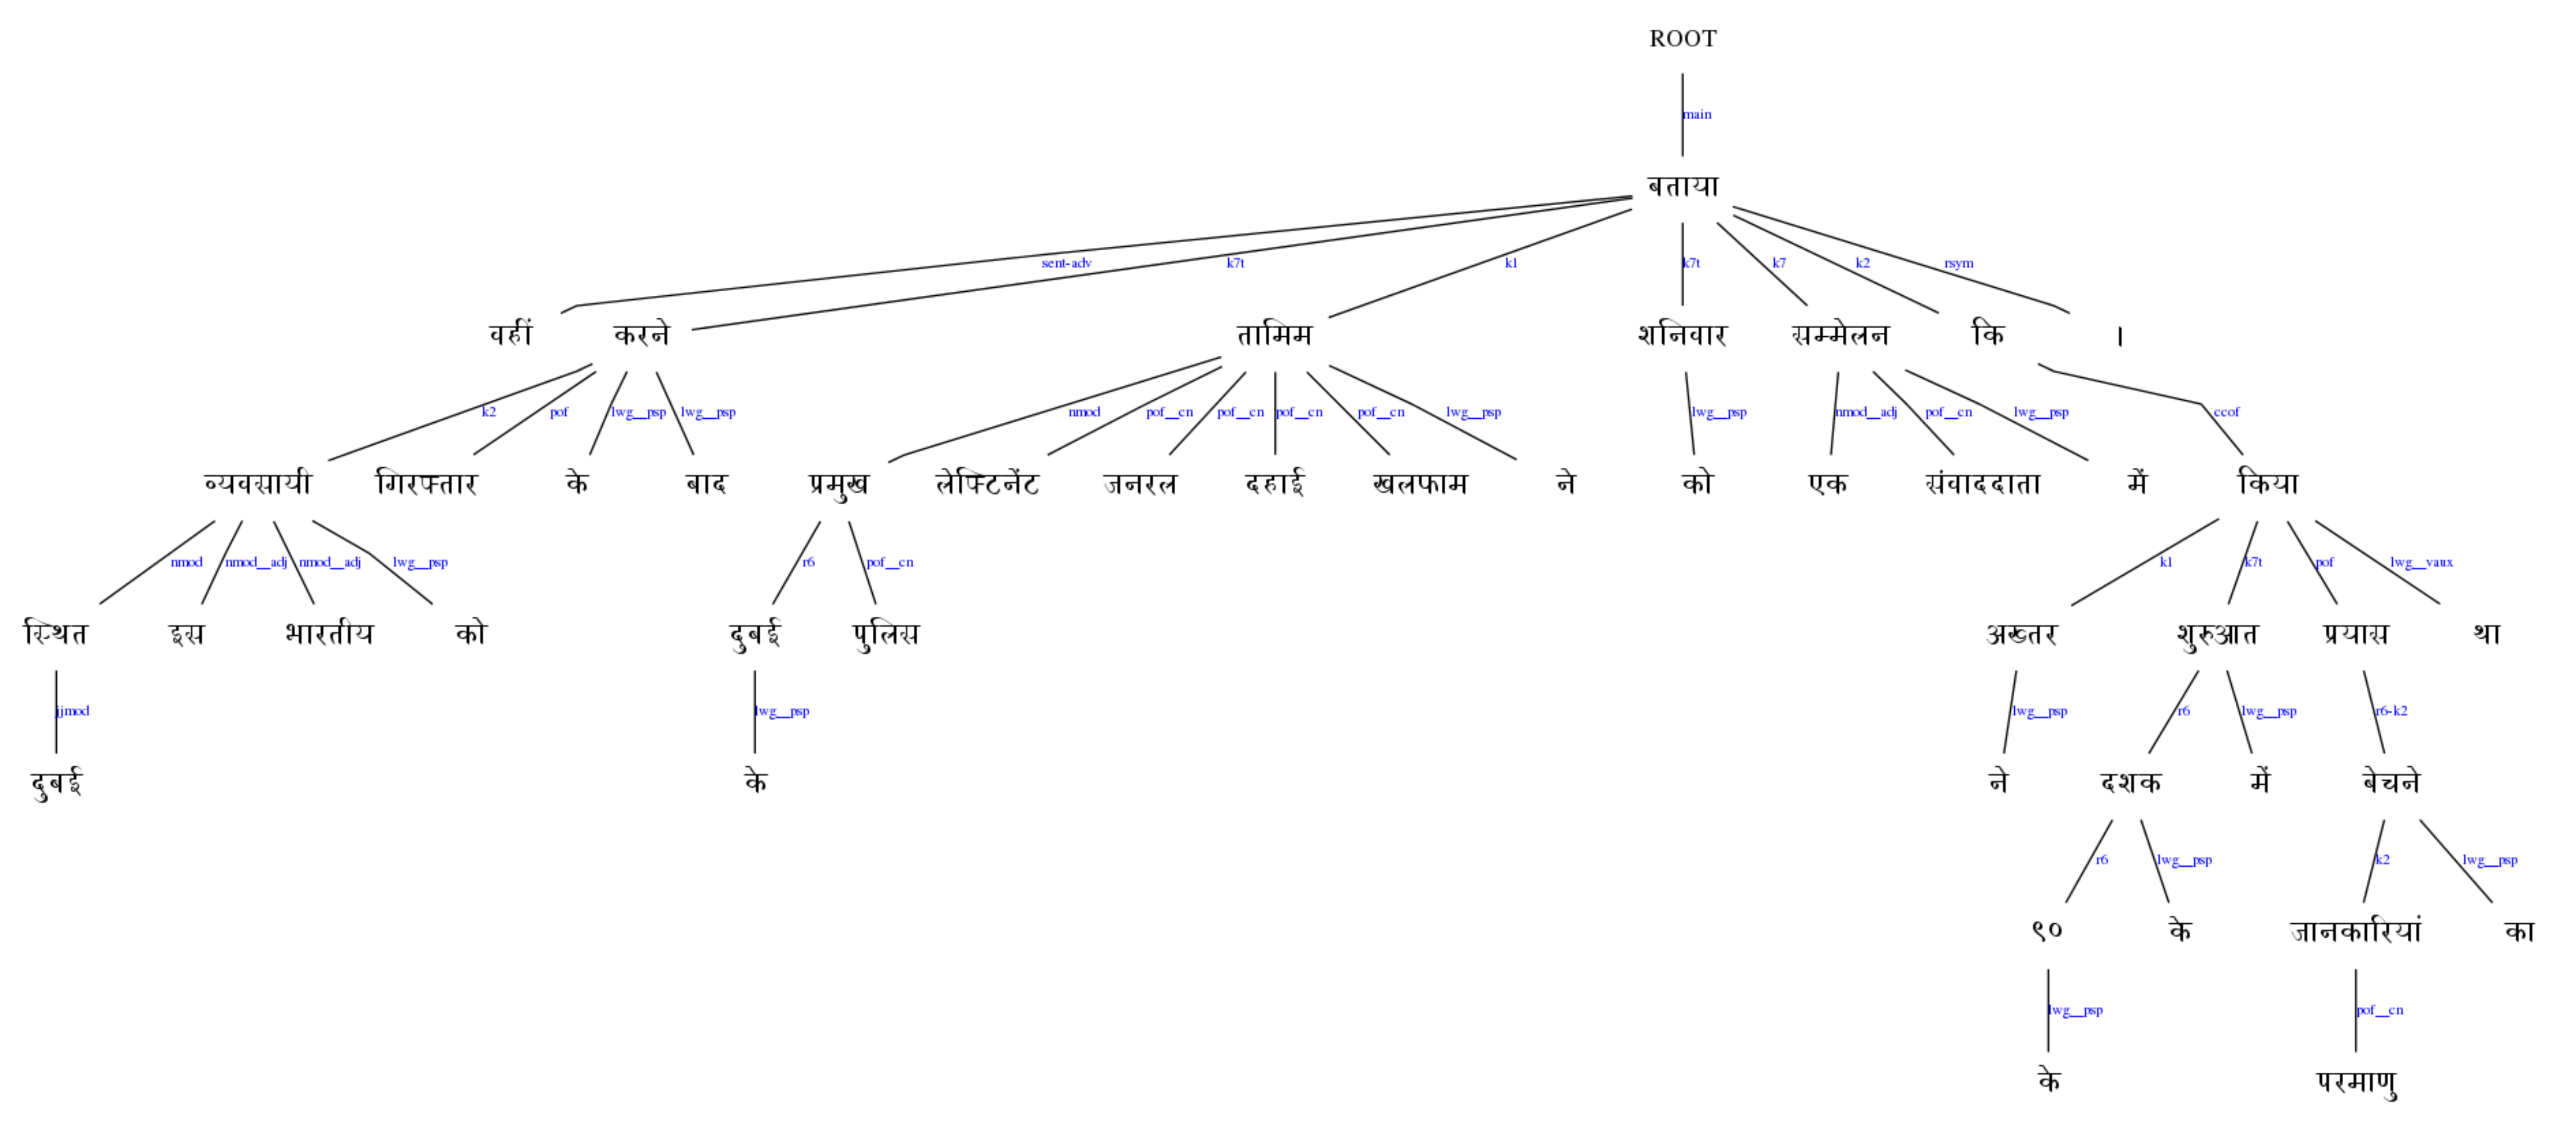 ROOT
main
बताया
sent-adv k7t k1 k7t k7 k2 rsym
वहीं करने तामिम शनिवार सम्मेलन कि ।
k2 pof lwg__psp lwg__psp nmod pof__cn pof__cn pof__cn pof__cn lwg__psp lwg__psp nmod__adj pof__cn lwg__psp ccof
व्यवसायी गिरफ्तार के बाद प्रमुख लेफ्टिनेंट जनरल दहाई खलफाम ने को एक संवाददाता में किया
nmod nmod__adj nmod__adj lwg__psp r6 pof__cn k1 k7t pof lwg__vaux
स्थित इस भारतीय को दुबई पुलिस अख्तर शुरुआत प्रयास था
jjmod lwg__psp lwg__psp r6 lwg__psp r6-k2
दुबई के ने दशक में बेचने
r6 lwg__psp k2 lwg__psp
९० के जानकारियां का
lwg__psp pof__cn
के परमाणु